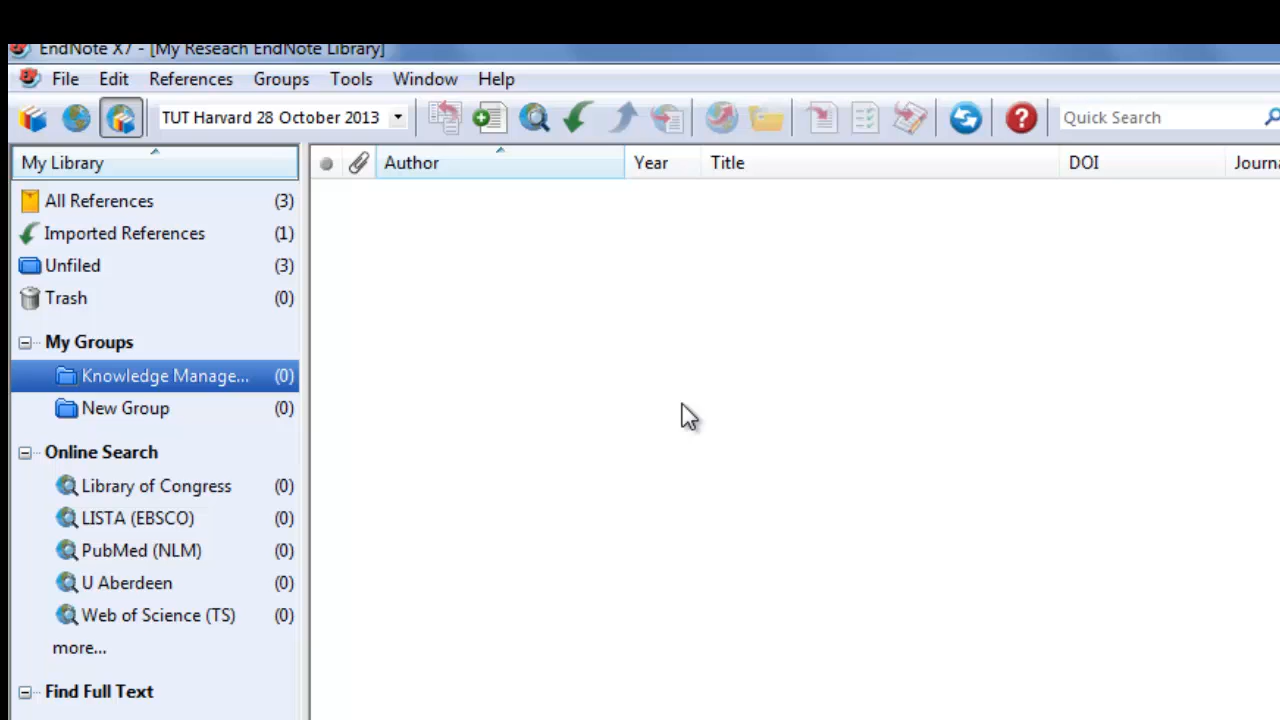 EndNote X7 - [My Reseach EndNote Library]
File Edit References Groups Tools Window Help
TUT Harvard 28 October 2013 Quick Search
My Library Author Year Title DOI Journa
All References (3)
Imported References (1)
Unfiled (3)
Trash (0)
My Groups
Knowledge Manage... (0)
New Group (0)
Online Search
Library of Congress (0)
LISTA (EBSCO) (0)
PubMed (NLM) (0)
U Aberdeen (0)
Web of Science (TS) (0)
more...
Find Full Text